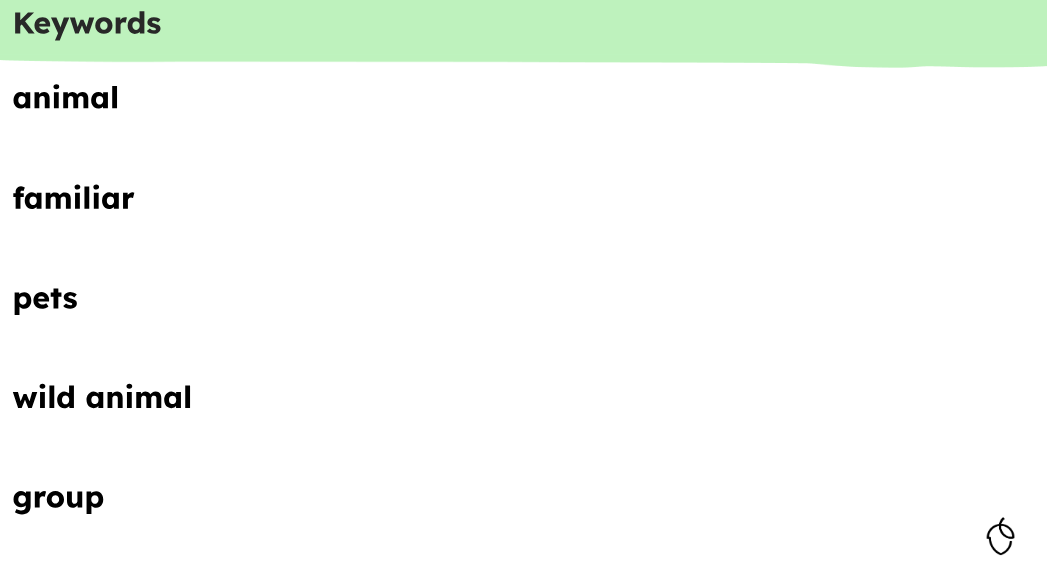 Keywords
animal
familiar
pets
wild animal
group